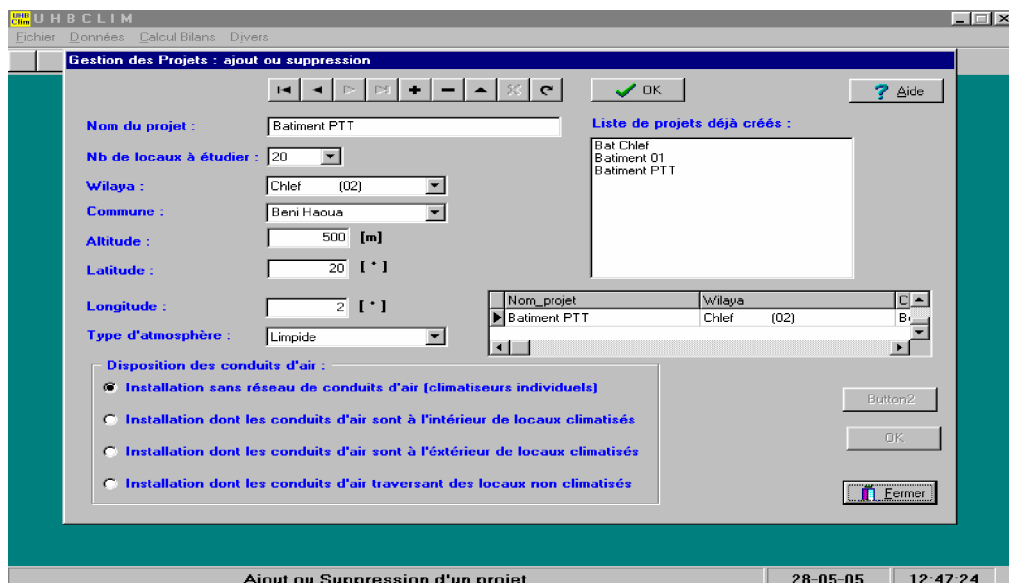 UHB Clim UHBCLIM
Fichier Données Calcul Bilans Divers
Gestion des Projets : ajout ou suppression
OK
? Aide
Nom du projet : Batiment PTT
Nb de locaux à étudier : 20
Wilaya : Chlef (02)
Commune : Beni Haoua
Altitude : 500 [m]
Latitude : 20 [ ° ]
Longitude : 2 [ ° ]
Type d'atmosphère : Limpide
Liste de projets déjà créés :
Bat Chlef
Batiment 01
Batiment PTT
Nom_projet Wilaya C
Batiment PTT Chlef (02) B
Disposition des conduits d'air :
Installation sans réseau de conduits d'air (climatiseurs individuels)
Installation dont les conduits d'air sont à l'intérieur de locaux climatisés
Installation dont les conduits d'air sont à l'éxtérieur de locaux climatisés
Installation dont les conduits d'air traversant des locaux non climatisés
Button2
OK
Fermer
Ajout ou Suppression d'un projet 28-05-05 12:47:24